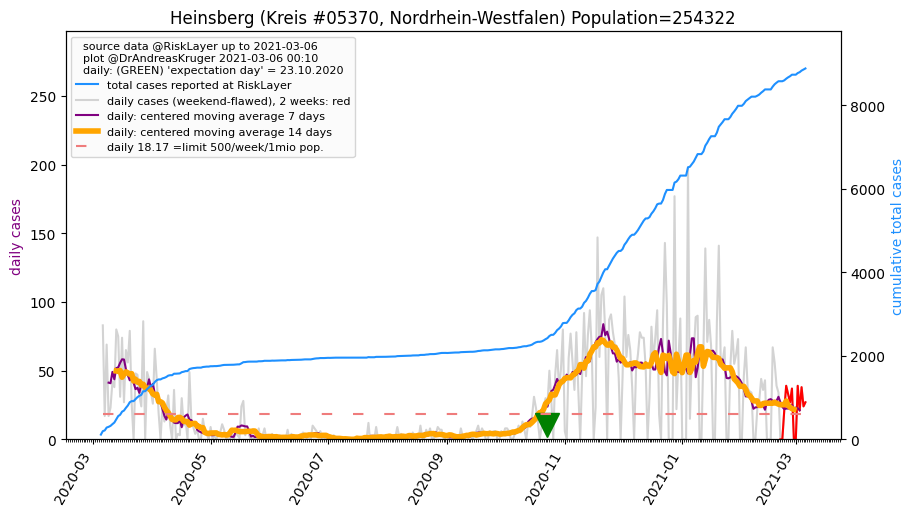 Heinsberg (Kreis #05370, Nordrhein-Westfalen) Population=254322
source data @RiskLayer up to 2021-03-06
plot @DrAndreasKruger 2021-03-06 00:10
daily: (GREEN) 'expectation day' = 23.10.2020
total cases reported at RiskLayer
daily cases (weekend-flawed), 2 weeks: red
daily: centered moving average 7 days
daily: centered moving average 14 days
daily 18.17 =limit 500/week/1mio pop.
daily cases
250
200
150
100
50
0
cumulative total cases
8000
6000
4000
2000
0
2020-03
2020-05
2020-07
2020-09
2020-11
2021-01
2021-03